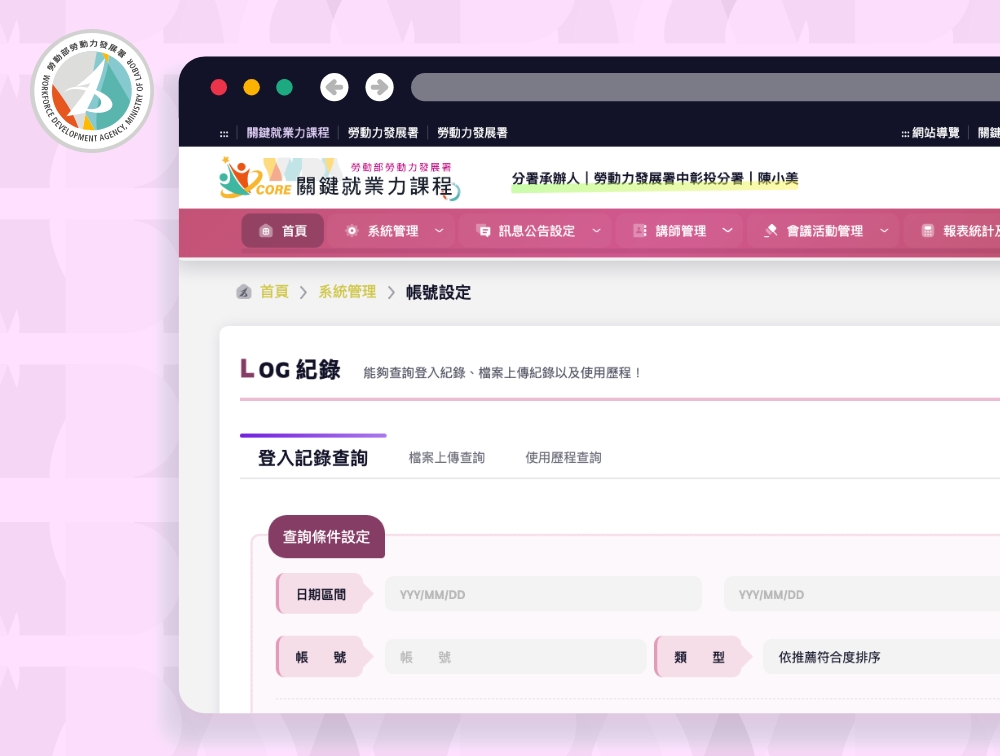 勞動部勞動力發展署
WORKFORCE DEVELOPMENT AGENCY, MINISTRY OF LABOR
::: 關鍵就業力課程 勞動力發展署 勞動力發展署 ::: 網站導覽 關鍵
勞動部勞動力發展署
CORE 關鍵就業力課程
分署承辦人｜勞動力發展署中彰投分署｜陳小美
首頁 系統管理 訊息公告設定 講師管理 會議活動管理 報表統計及
首頁 系統管理 帳號設定
LOG 紀錄 能夠查詢登入紀錄、檔案上傳紀錄以及使用歷程！
登入記錄查詢 檔案上傳查詢 使用歷程查詢
查詢條件設定
日期區間 YYY/MM/DD YYY/MM/DD
帳 號 帳 號 類 型 依推薦符合度排序